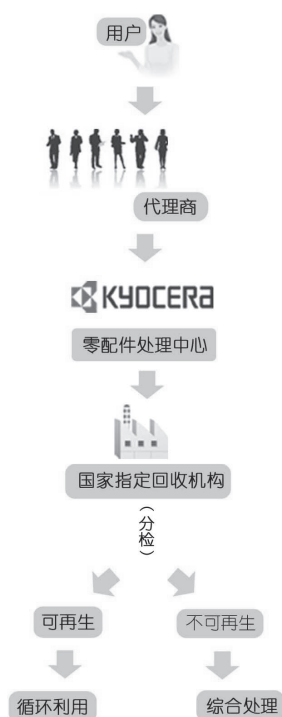 用户
代理商
KYOCERA
零配件处理中心
国家指定回收机构
（分检）
可再生
不可再生
循环利用
综合处理